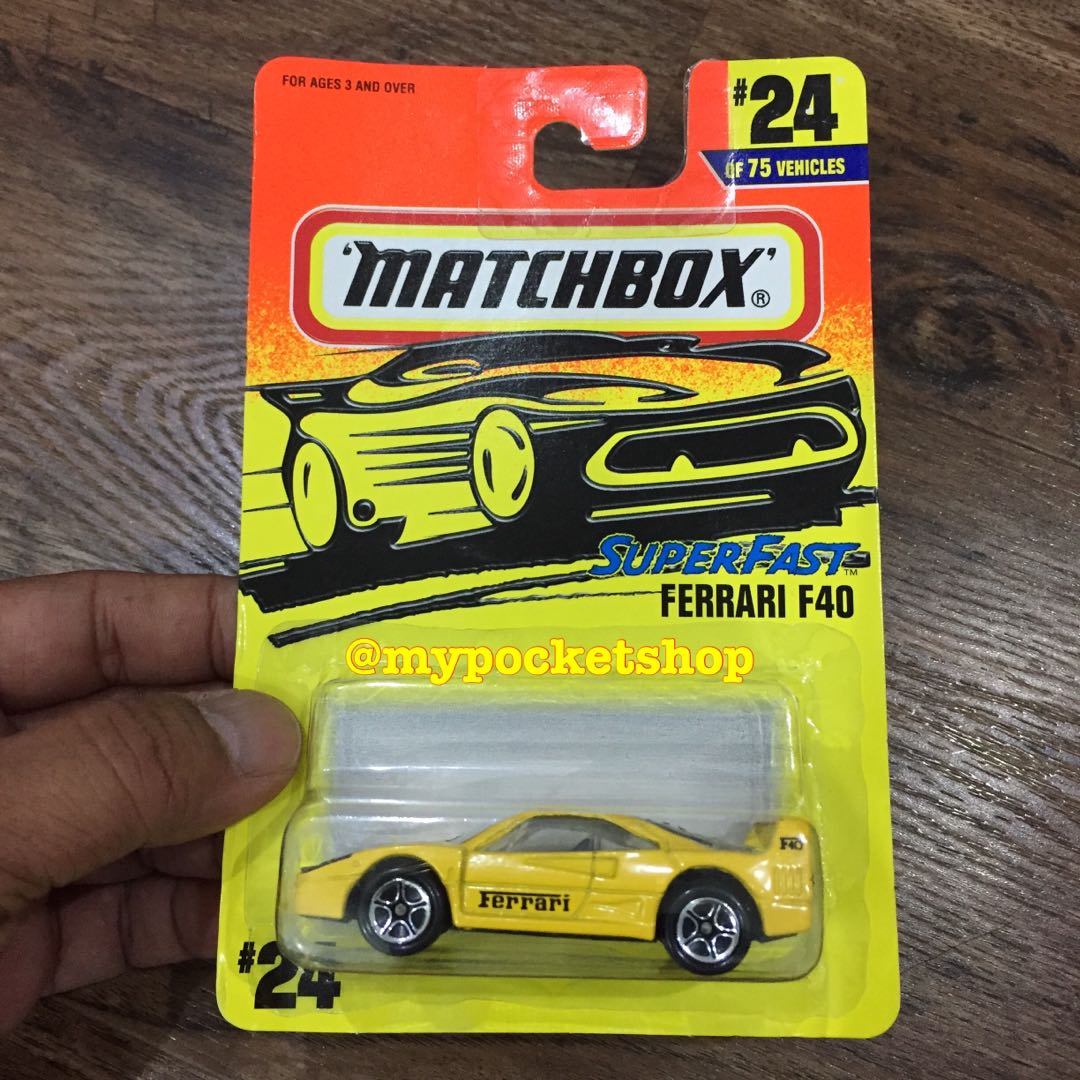 FOR AGES 3 AND OVER
#24
OF 75 VEHICLES
'MATCHBOX'®
SUPERFAST™
FERRARI F40
@mypocketshop
F40
Ferrari
#24